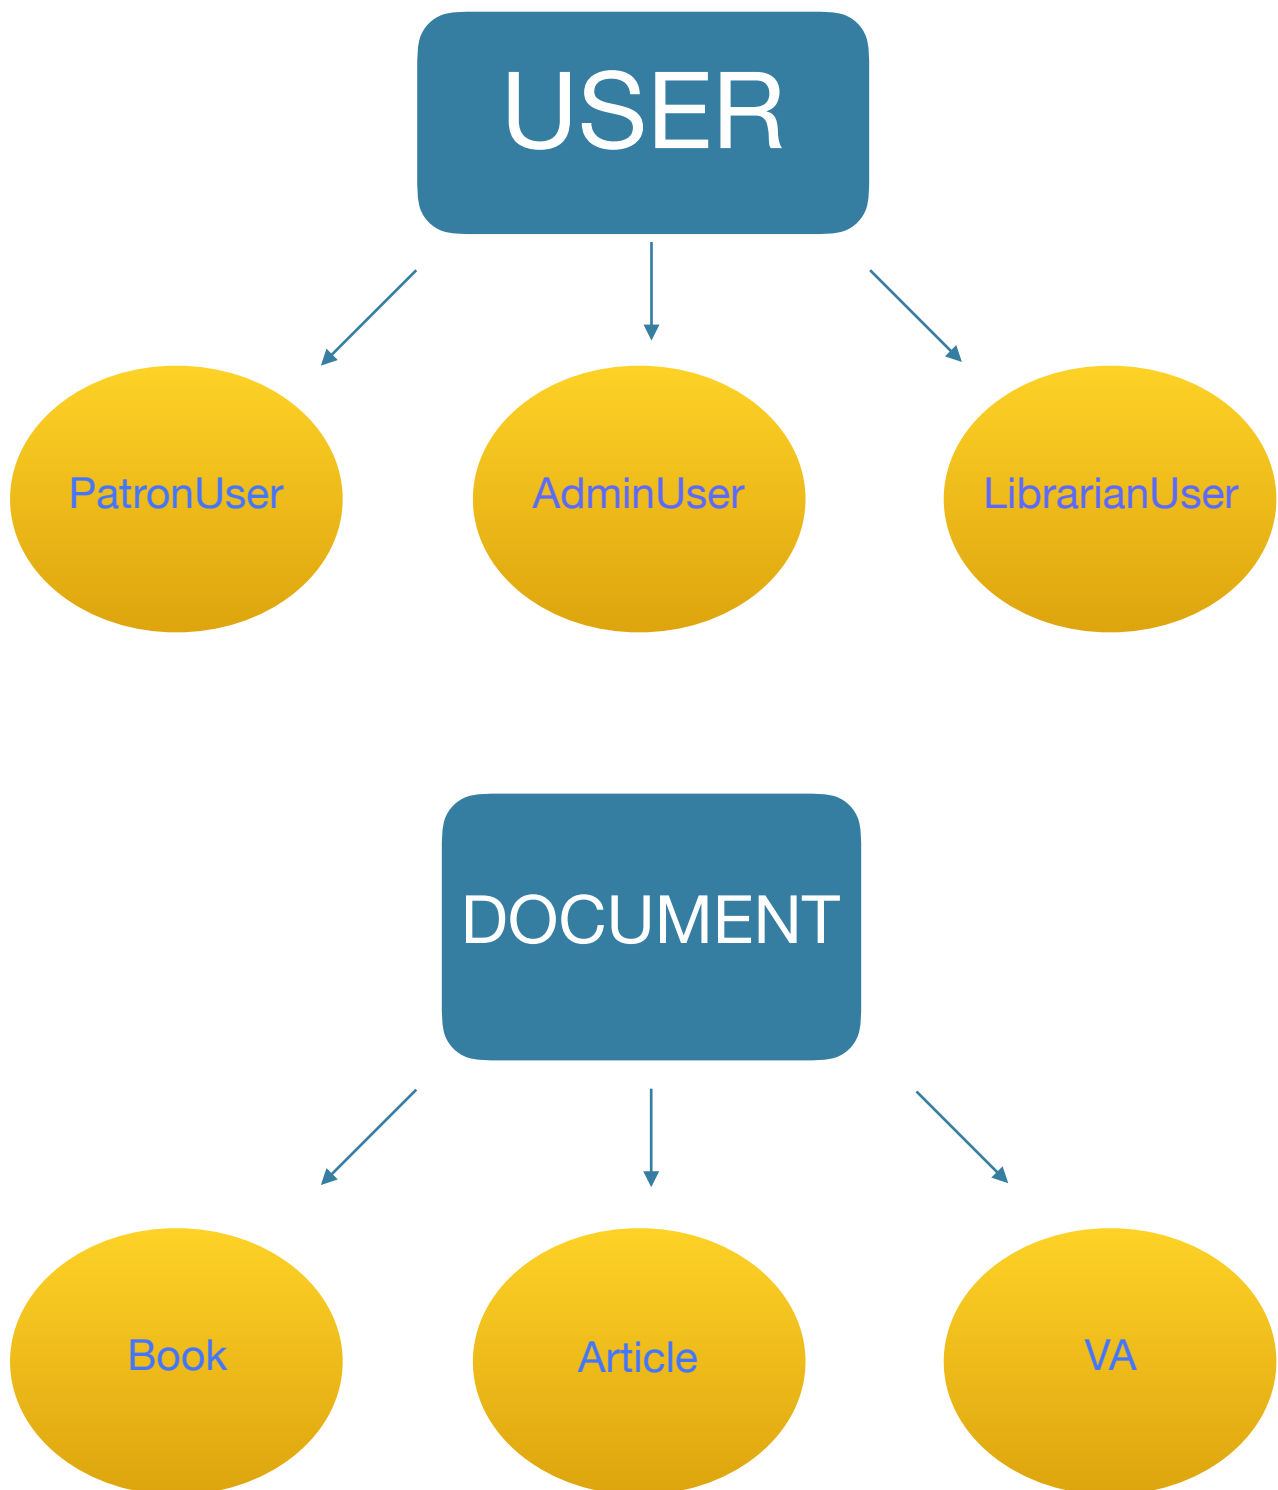 USER
PatronUser
AdminUser
LibrarianUser
DOCUMENT
Book
Article
VA